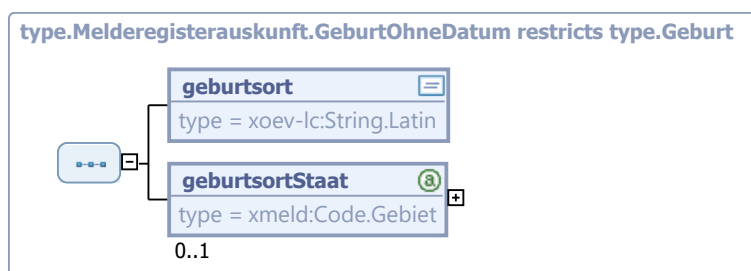 type.Melderegisterauskunft.GeburtOhneDatum restricts type.Geburt
geburtsort
type = xoev-lc:String.Latin
geburtsortStaat
type = xmeld:Code.Gebiet
0..1